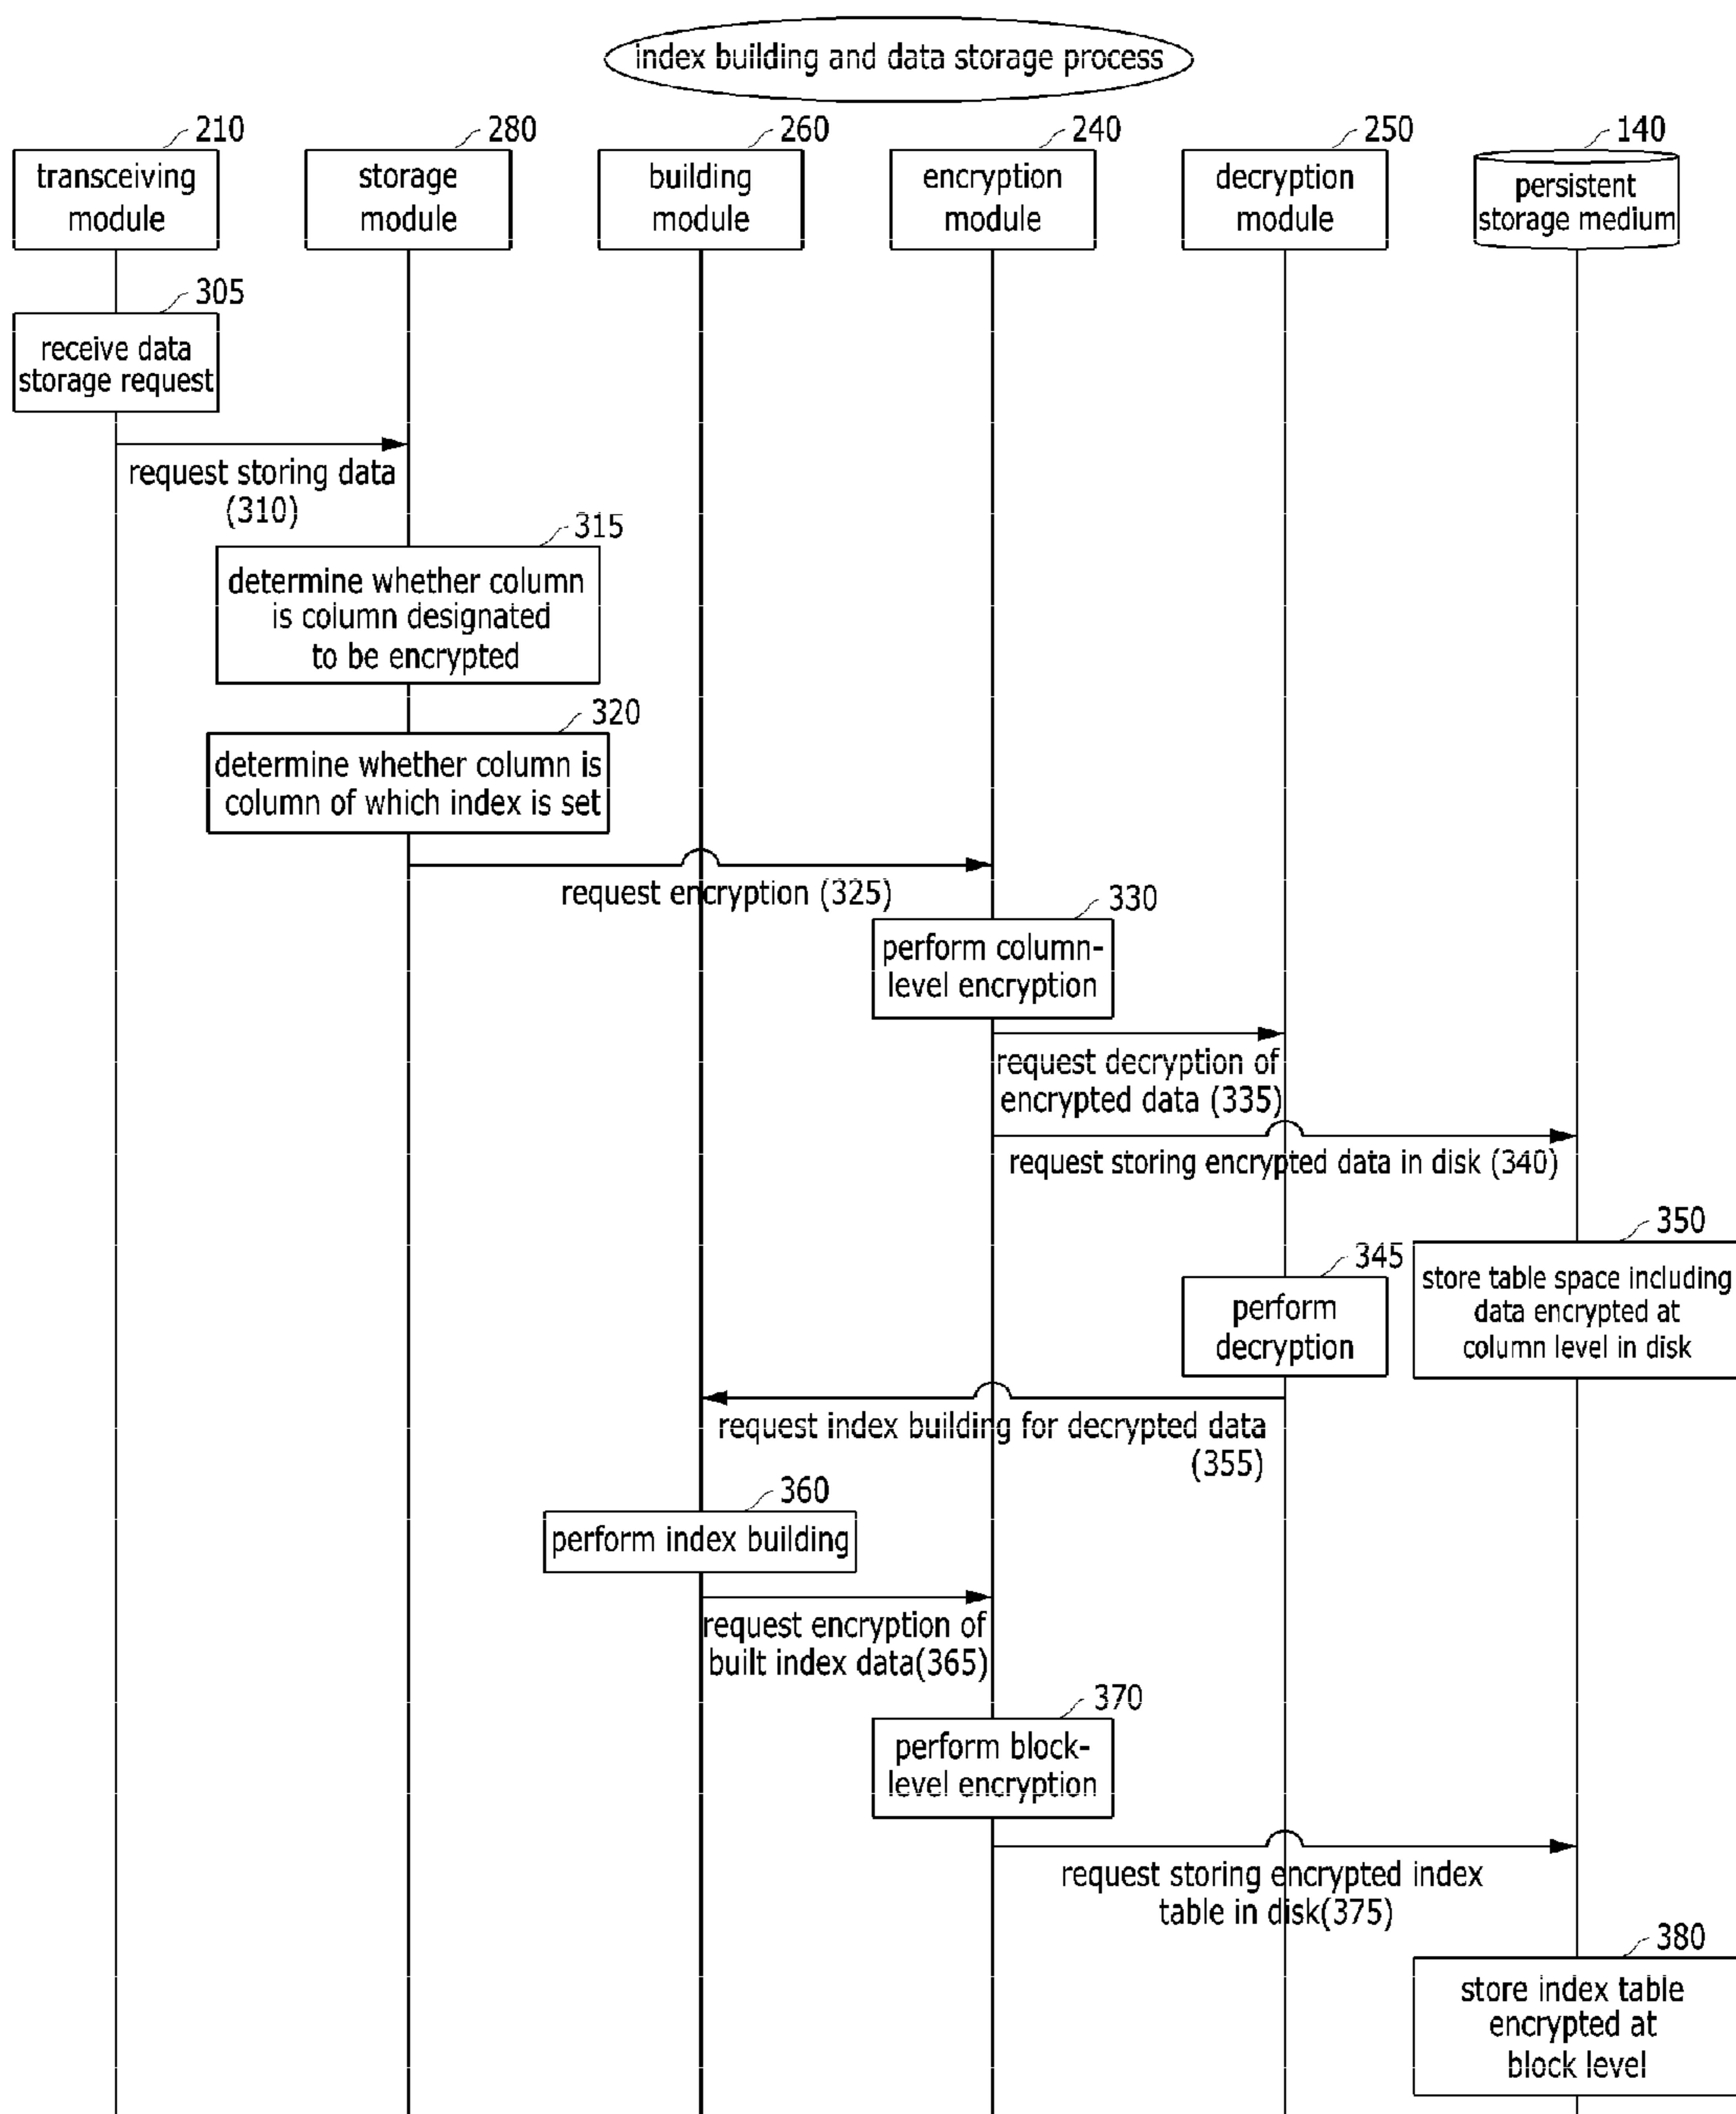 index building and data storage process
210
280
260
240
250
140
transceiving
module
storage
module
building
module
encryption
module
decryption
module
persistent
storage medium
305
receive data
storage request
request storing data
(310)
315
determine whether column
is column designated
to be encrypted
320
determine whether column is
column of which index is set
request encryption (325)
330
perform column-
level encryption
request decryption of
encrypted data (335)
request storing encrypted data in disk (340)
350
store table space including
data encrypted at
column level in disk
345
perform
decryption
request index building for decrypted data
(355)
360
perform index building
request encryption of
built index data(365)
370
perform block-
level encryption
request storing encrypted index
table in disk(375)
380
store index table
encrypted at
block level